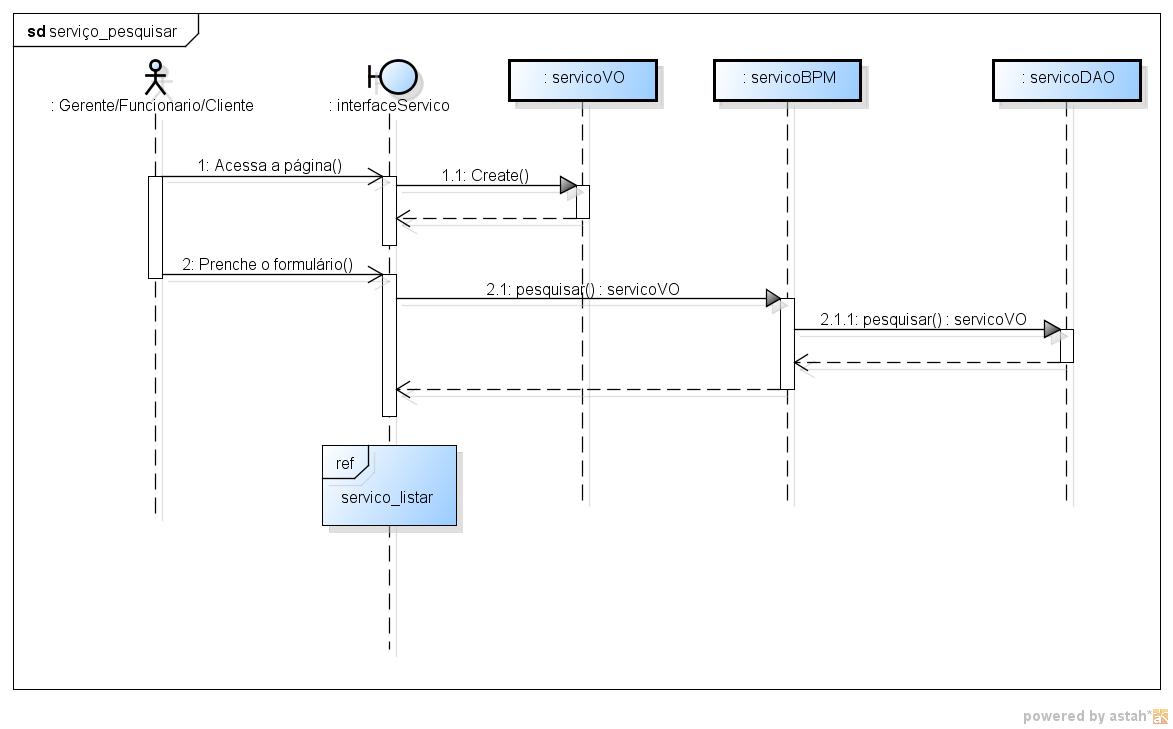 sd serviço_pesquisar
: Gerente/Funcionario/Cliente
: interfaceServico
: servicoVO
: servicoBPM
: servicoDAO
1: Acessa a página()
1.1: Create()
2: Prenche o formulário()
2.1: pesquisar() : servicoVO
2.1.1: pesquisar() : servicoVO
ref
servico_listar
powered by astah*